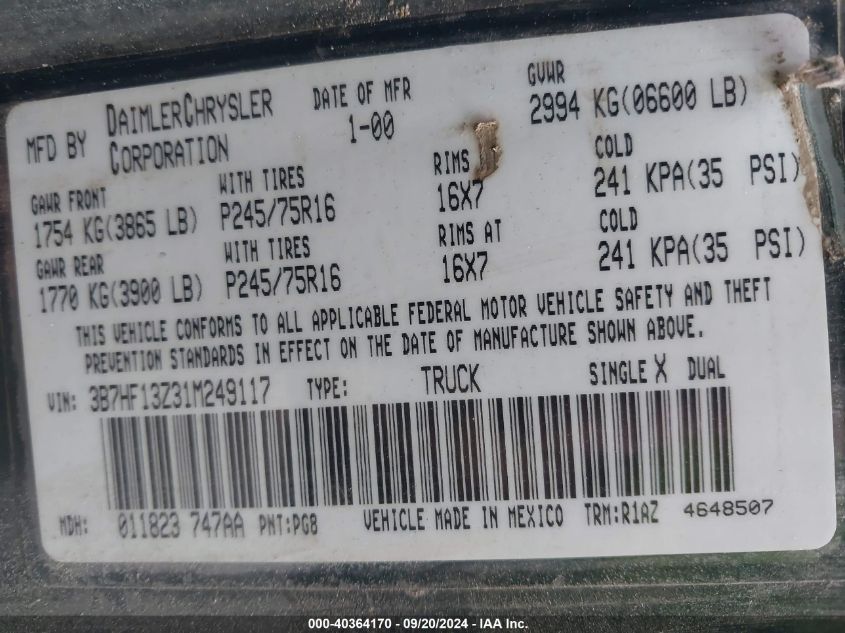 MFD BY DAIMLERCHRYSLER CORPORATION
DATE OF MFR
1-00
GVWR
2994 KG(06600 LB)
GAWR FRONT
1754 KG(3865 LB)
WITH TIRES
P245/75R16
RIMS
16X7
COLD
241 KPA(35 PSI)
GAWR REAR
1770 KG(3900 LB)
WITH TIRES
P245/75R16
RIMS AT
16X7
COLD
241 KPA(35 PSI)
THIS VEHICLE CONFORMS TO ALL APPLICABLE FEDERAL MOTOR VEHICLE SAFETY AND THEFT
PREVENTION STANDARDS IN EFFECT ON THE DATE OF MANUFACTURE SHOWN ABOVE.
VIN: 3B7HF13Z31M249117 TYPE: TRUCK SINGLE X DUAL
MDH: 011823 747AA PNT:PG8 VEHICLE MADE IN MEXICO TRM:R1AZ 4648507
000-40364170 - 09/20/2024 - IAA Inc.